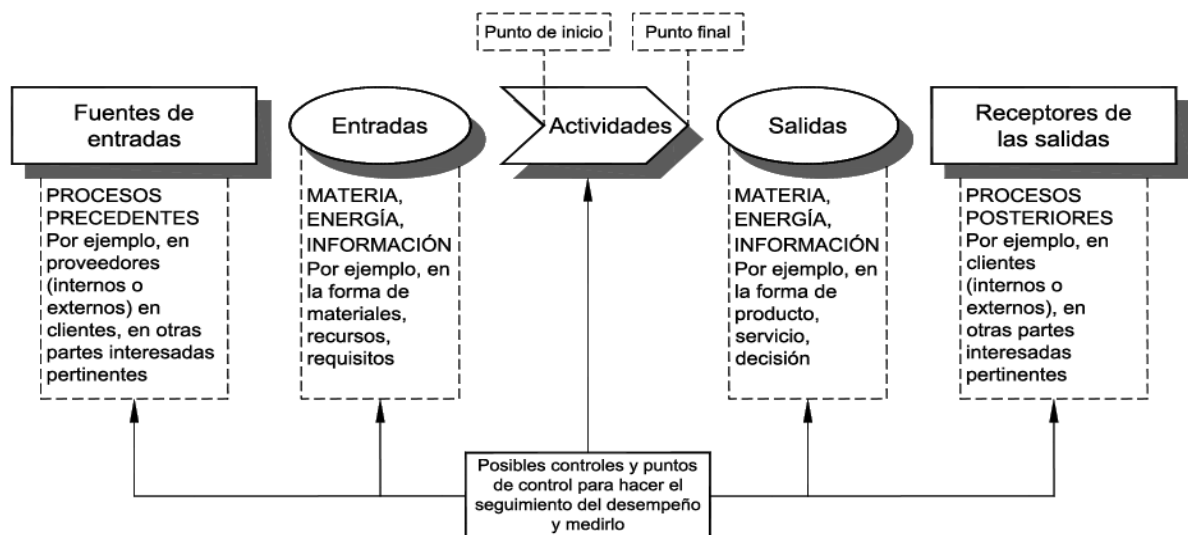 Punto de inicio
Punto final
Fuentes de
entradas
Entradas
Actividades
Salidas
Receptores de
las salidas
PROCESOS
PRECEDENTES
Por ejemplo, en
proveedores
(internos o
externos) en
clientes, en otras
partes interesadas
pertinentes
MATERIA,
ENERGÍA,
INFORMACIÓN
Por ejemplo, en
la forma de
materiales,
recursos,
requisitos
MATERIA,
ENERGÍA,
INFORMACIÓN
Por ejemplo, en
la forma de
producto,
servicio,
decisión
PROCESOS
POSTERIORES
Por ejemplo, en
clientes
(internos o
externos), en
otras partes
interesadas
pertinentes
Posibles controles y puntos
de control para hacer el
seguimiento del desempeño
y medirlo